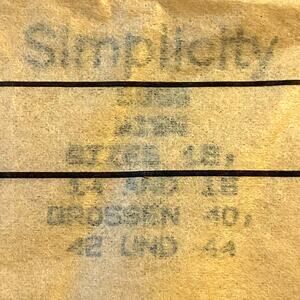 Simplicity
SIZES 12,
14 AND 16
GROSSEN 40,
42 UND 44